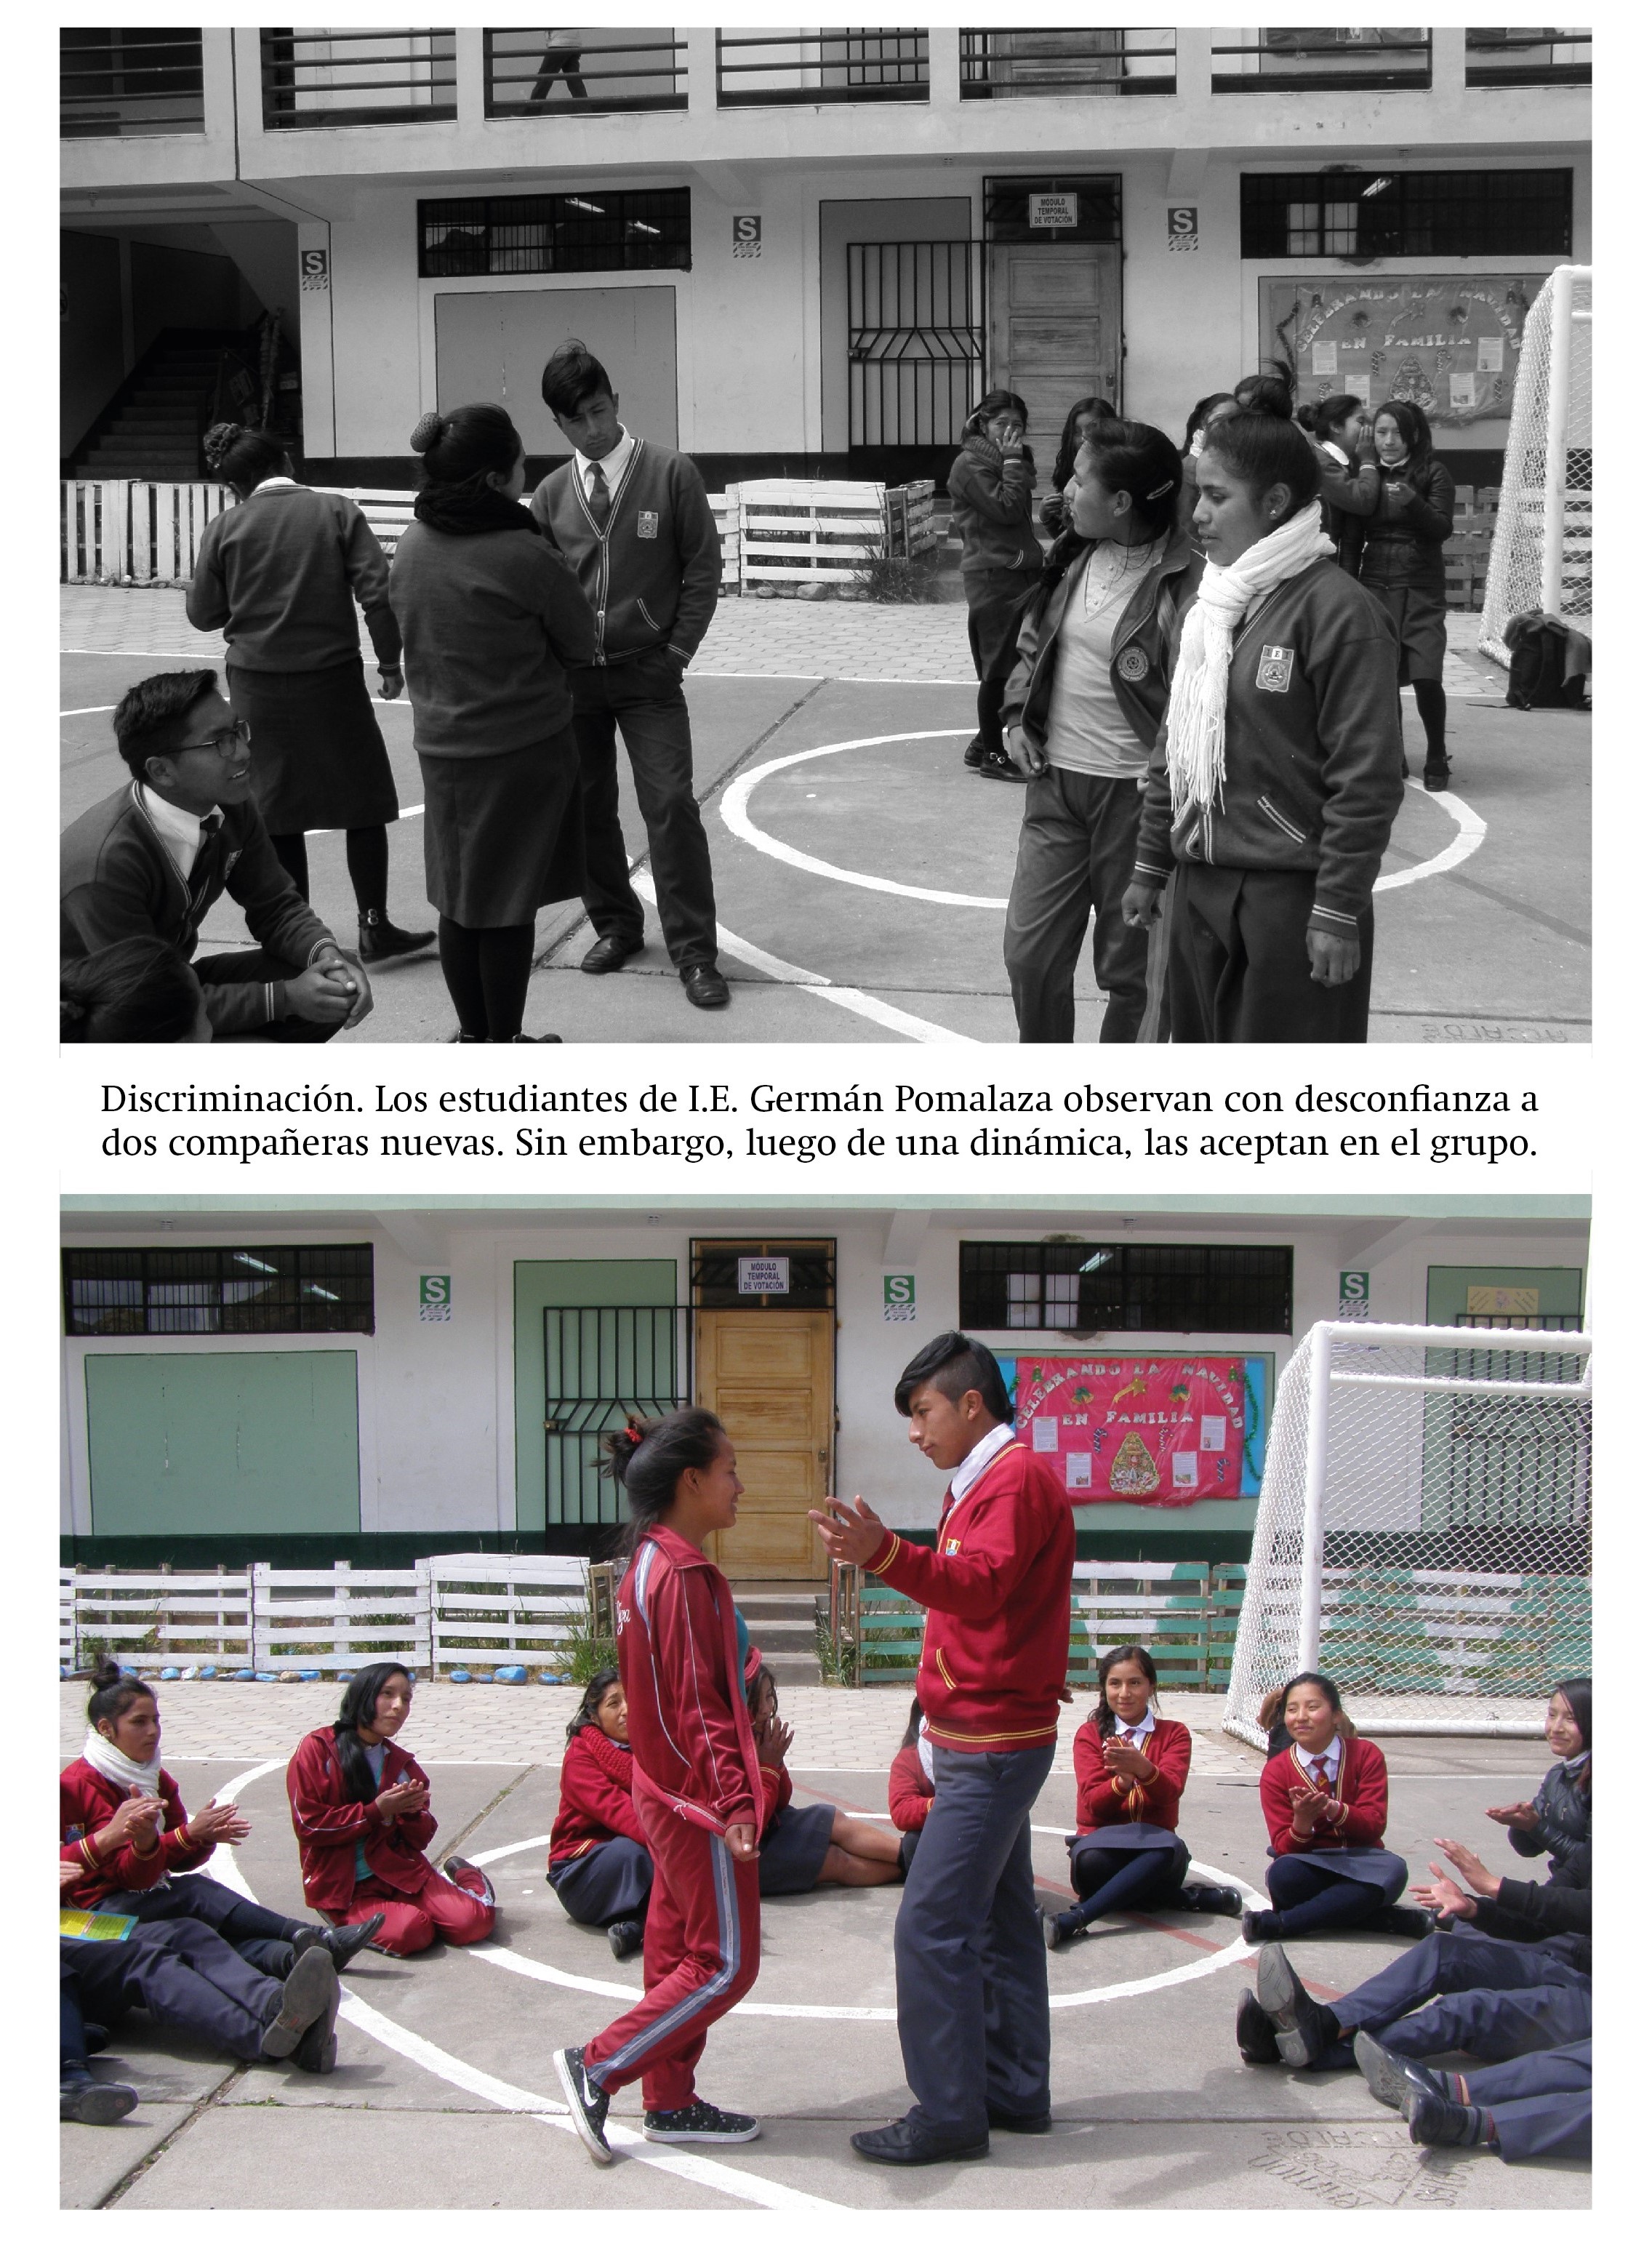 MÓDULO
TEMPORAL
DE VOTACIÓN
S
S
S
CELEBRANDO LA NAVIDAD
EN FAMILIA
Discriminación. Los estudiantes de I.E. Germán Pomalaza observan con desconfianza a
dos compañeras nuevas. Sin embargo, luego de una dinámica, las aceptan en el grupo.
MÓDULO
TEMPORAL
DE VOTACIÓN
S
S
S
CELEBRANDO LA NAVIDAD
EN FAMILIA